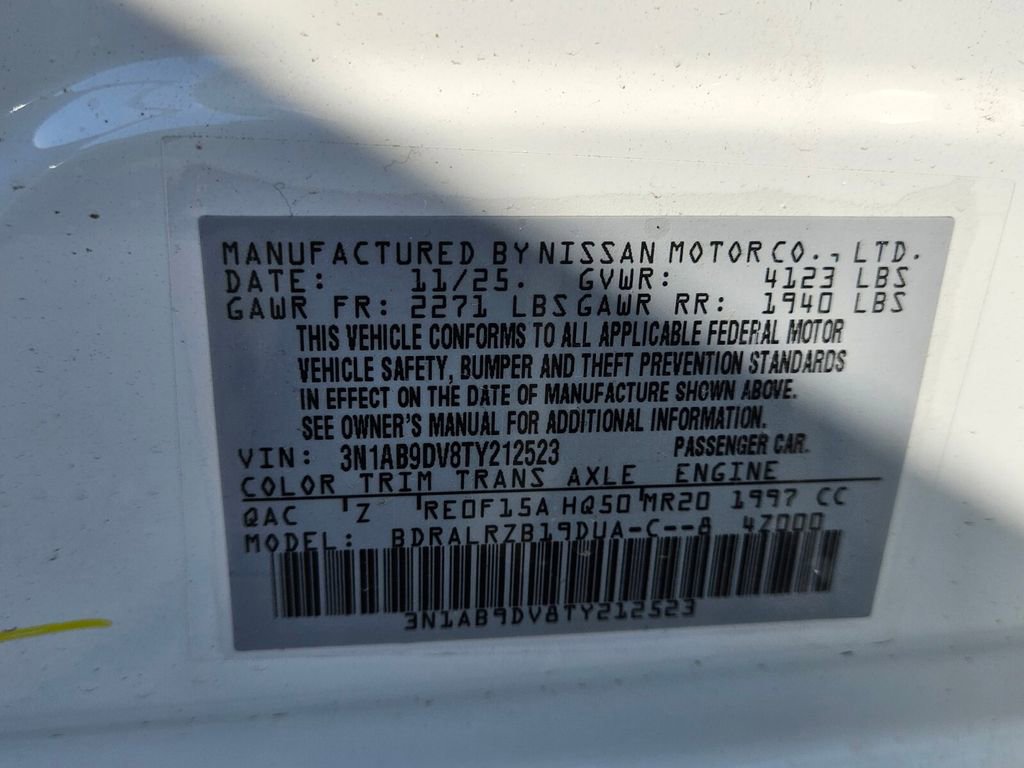 MANUFACTURED BY NISSAN MOTOR CO., LTD.
DATE: 11/25. GVWR: 4123 LBS
GAWR FR: 2271 LBS GAWR RR: 1940 LBS
THIS VEHICLE CONFORMS TO ALL APPLICABLE FEDERAL MOTOR
VEHICLE SAFETY, BUMPER AND THEFT PREVENTION STANDARDS
IN EFFECT ON THE DATE OF MANUFACTURE SHOWN ABOVE.
SEE OWNER'S MANUAL FOR ADDITIONAL INFORMATION.
VIN: 3N1AB9DV8TY212523 PASSENGER CAR.
COLOR TRIM TRANS AXLE ENGINE
QAC Z RE0F15A HQ50 MR20 1997 CC
MODEL: BDRALRZB19DUA-C--8 4Z000
3N1AB9DV8TY212523